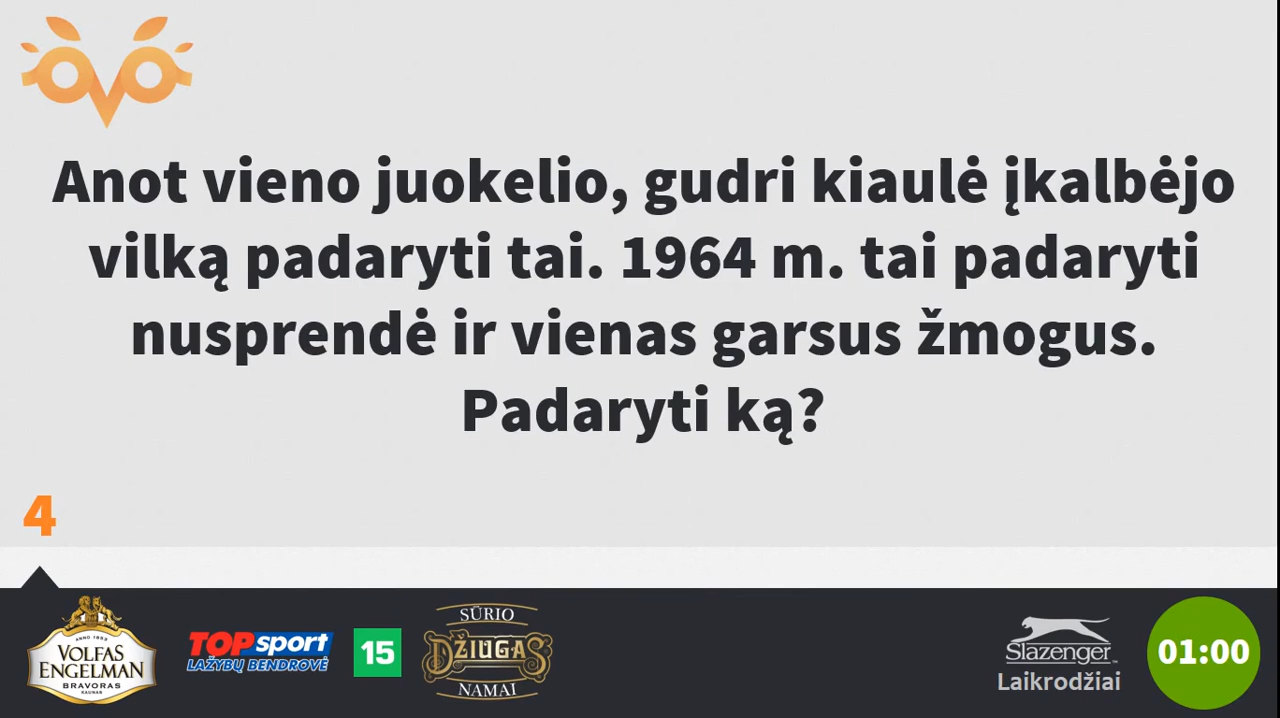 Anot vieno juokelio, gudri kiaulė įkalbėjo
vilką padaryti tai. 1964 m. tai padaryti
nusprendė ir vienas garsus žmogus.
Padaryti ką?
4
ANNO 1853
VOLFAS
ENGELMAN
BRAVORAS
KAUNAS
TOPsport
LAŽYBŲ BENDROVĖ
15
SŪRIO
DŽIUGAS
NAMAI
Slazenger
Laikrodžiai
01:00